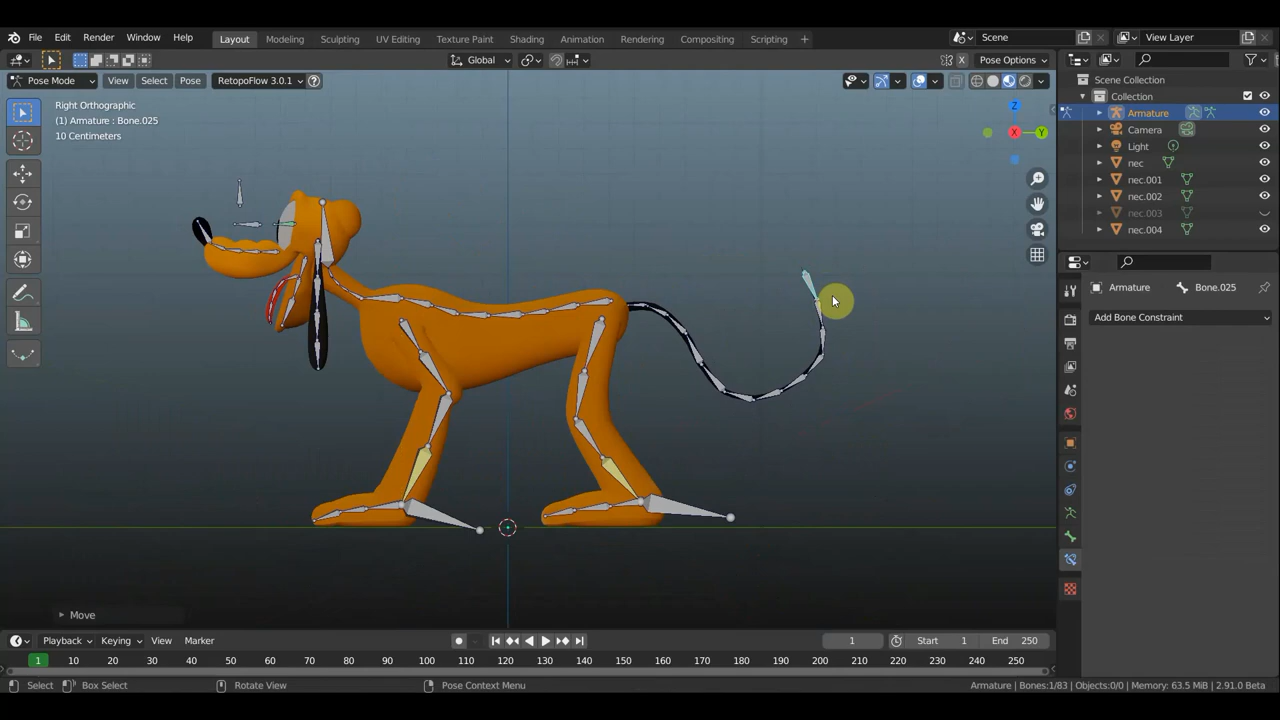 File Edit Render Window Help
Layout Modeling Sculpting UV Editing Texture Paint Shading Animation Rendering Compositing Scripting +
Scene
View Layer
Global
Pose Options
Pose Mode View Select Pose RetopoFlow 3.0.1
Right Orthographic
(1) Armature : Bone.025
10 Centimeters
Z
X
Y
Scene Collection
Collection
Armature
Camera
Light
nec
nec.001
nec.002
nec.003
nec.004
Armature Bone.025
Add Bone Constraint
Move
Playback Keying View Marker
1
Start 1
End 250
1 10 20 30 40 50 60 70 80 90 100 110 120 130 140 150 160 170 180 190 200 210 220 230 240 250
Select Box Select Rotate View Pose Context Menu
Armature | Bones:1/83 | Objects:0/0 | Memory: 63.5 MiB | 2.91.0 Beta